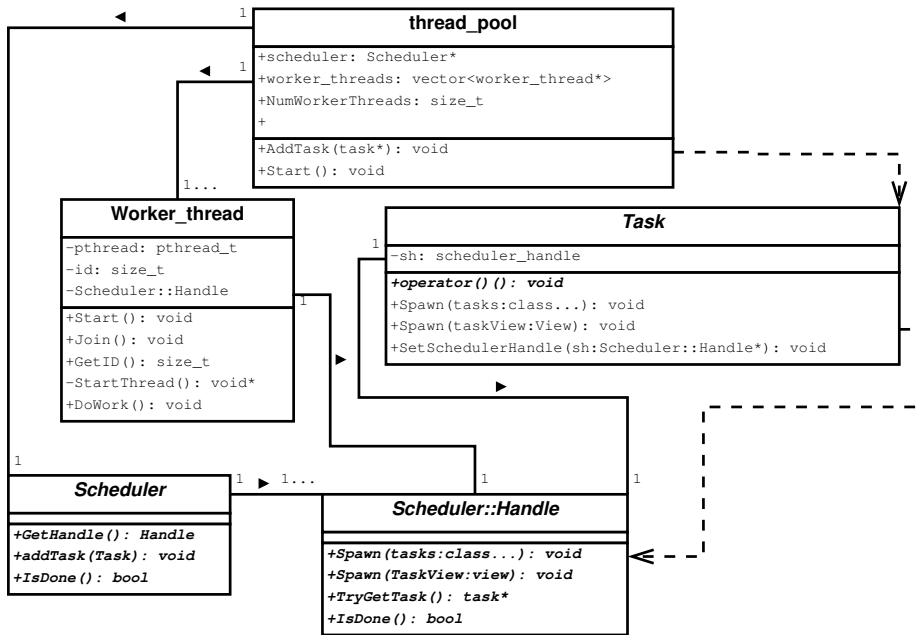 1
thread_pool
+scheduler: Scheduler*
1
+worker_threads: vector<worker_thread*>
+NumWorkerThreads: size_t
+
+AddTask(task*): void
+Start(): void
1...
Worker_thread
-pthread: pthread_t
-id: size_t
-Scheduler::Handle
1
+Start(): void
+Join(): void
+GetID(): size_t
-StartThread(): void*
+DoWork(): void
Task
1
-sh: scheduler_handle
+operator()(): void
+Spawn(tasks:class...): void
+Spawn(taskView:View): void
+SetSchedulerHandle(sh:Scheduler::Handle*): void
1
Scheduler
+GetHandle(): Handle
+addTask(Task): void
+IsDone(): bool
1
1...
1
1
Scheduler::Handle
+Spawn(tasks:class...): void
+Spawn(TaskView:view): void
+TryGetTask(): task*
+IsDone(): bool